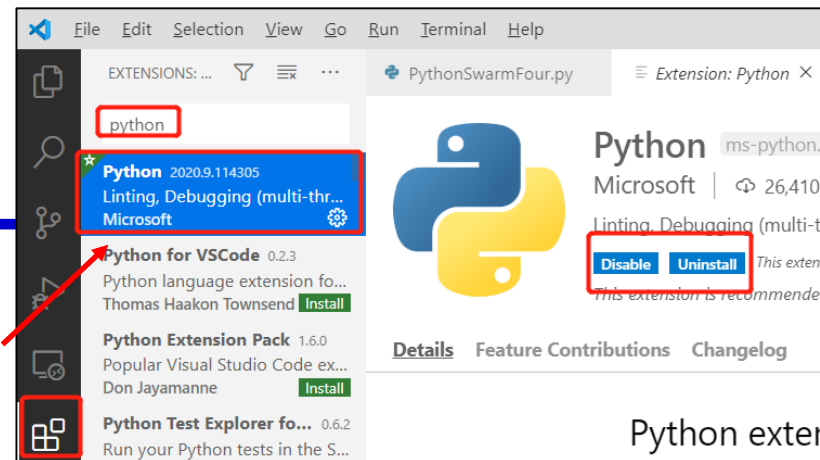 File Edit Selection View Go Run Terminal Help
EXTENSIONS: ...
PythonSwarmFour.py
Extension: Python
python
Python 2020.9.114305
Linting, Debugging (multi-thr...
Microsoft
Python for VSCode 0.2.3
Python language extension fo...
Thomas Haakon Townsend Install
Python Extension Pack 1.6.0
Popular Visual Studio Code ex...
Don Jayamanne Install
Python Test Explorer fo... 0.6.2
Run your Python tests in the S...
Python ms-python.
Microsoft 26,410
Linting, Debugging (multi-t
Disable Uninstall This exten
This extension is recommende
Details Feature Contributions Changelog
Python exter